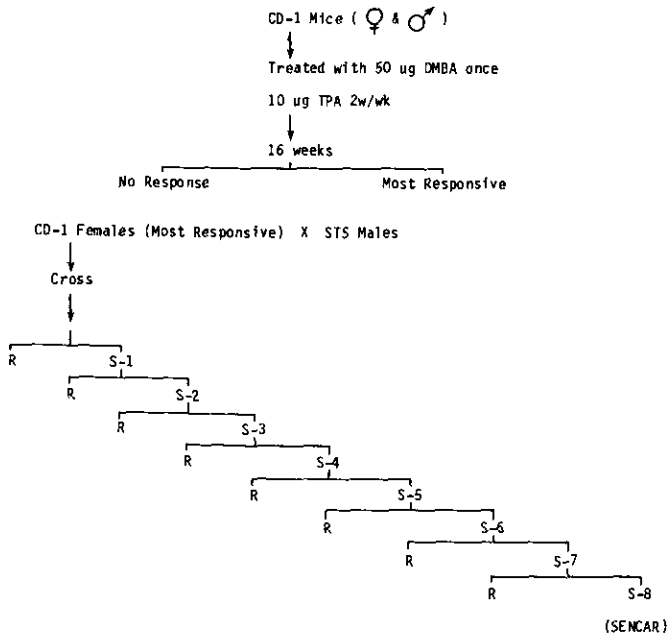 CD-1 Mice (♀ & ♂)
Treated with 50 ug DMBA once
10 ug TPA 2w/wk
16 weeks
No Response Most Responsive
CD-1 Females (Most Responsive) X STS Males
Cross
R S-1
R S-2
R S-3
R S-4
R S-5
R S-6
R S-7
R S-8
(SENCAR)